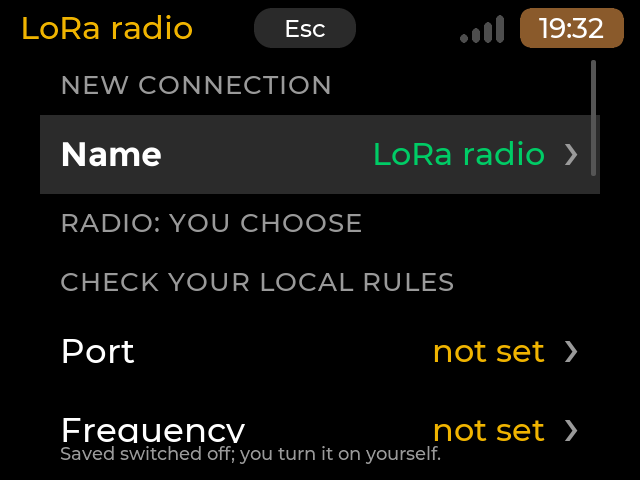 LoRa radio Esc 19:32
NEW CONNECTION
Name LoRa radio
RADIO: YOU CHOOSE
CHECK YOUR LOCAL RULES
Port not set
Frequency not set
Saved switched off; you turn it on yourself.